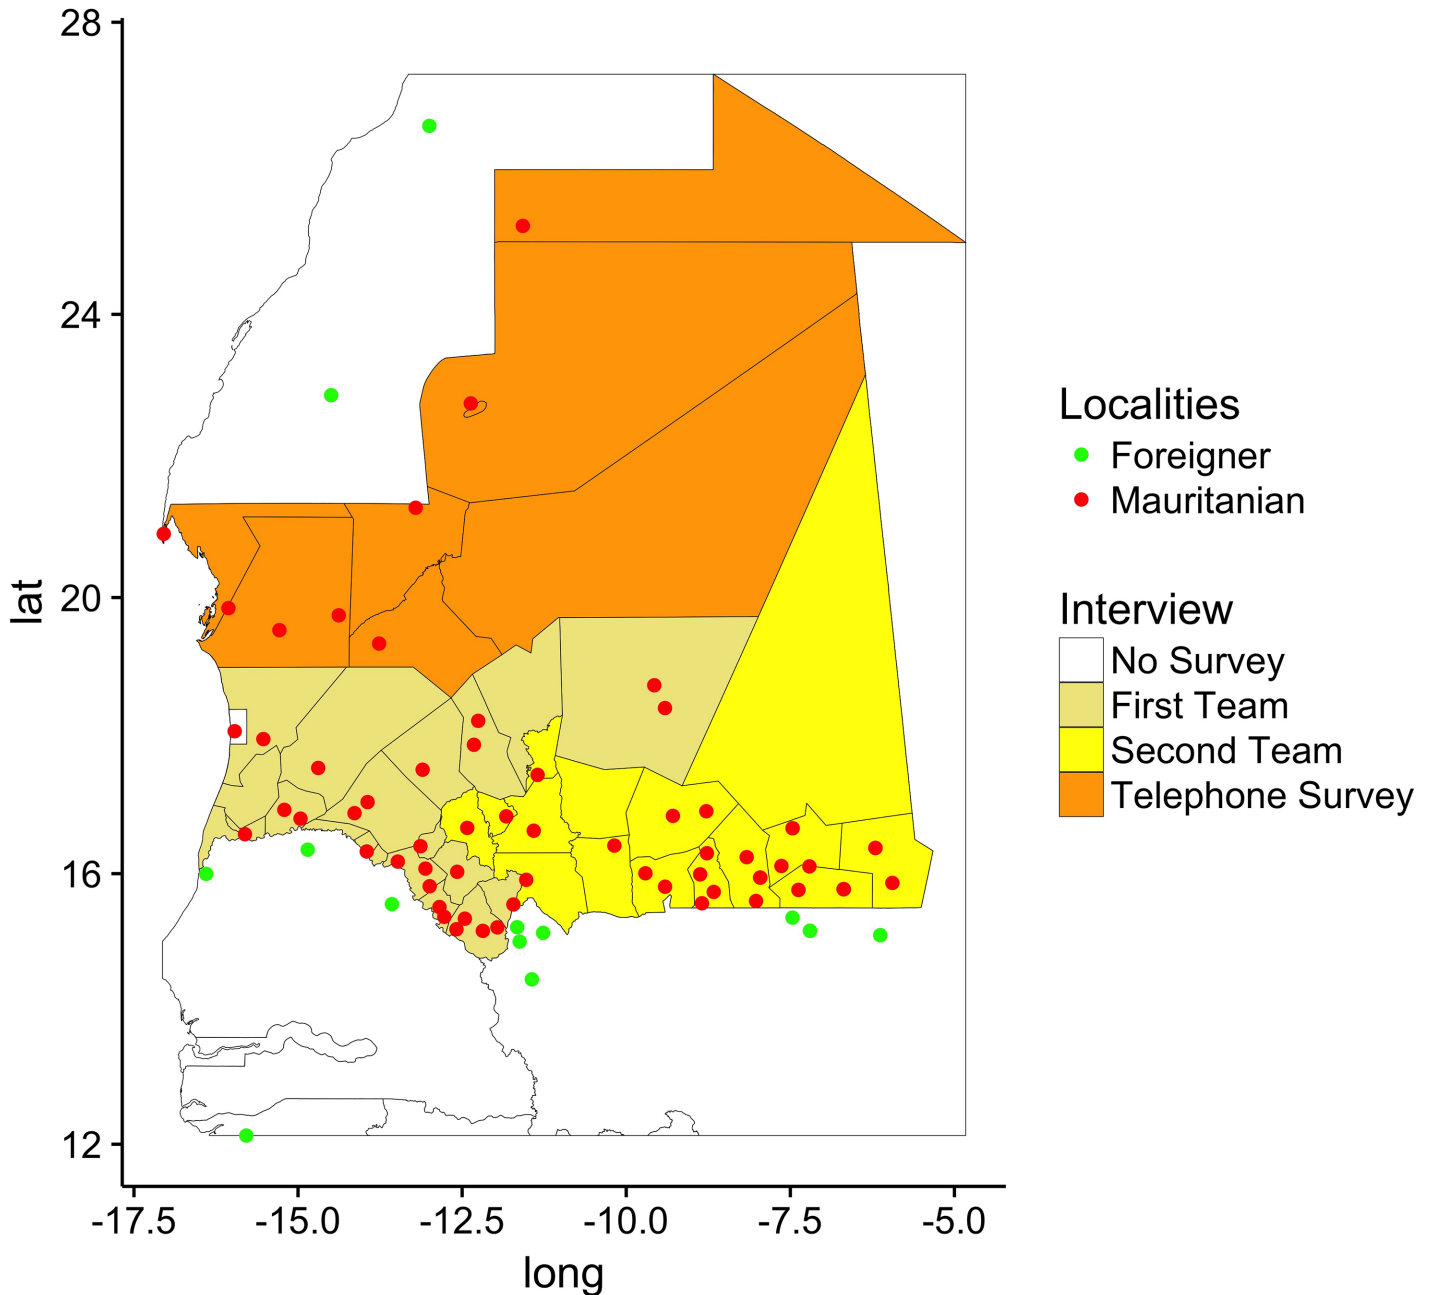 28
24
20
16
12
lat
-17.5
-15.0
-12.5
-10.0
-7.5
-5.0
long
Localities
Foreigner
Mauritanian
Interview
No Survey
First Team
Second Team
Telephone Survey